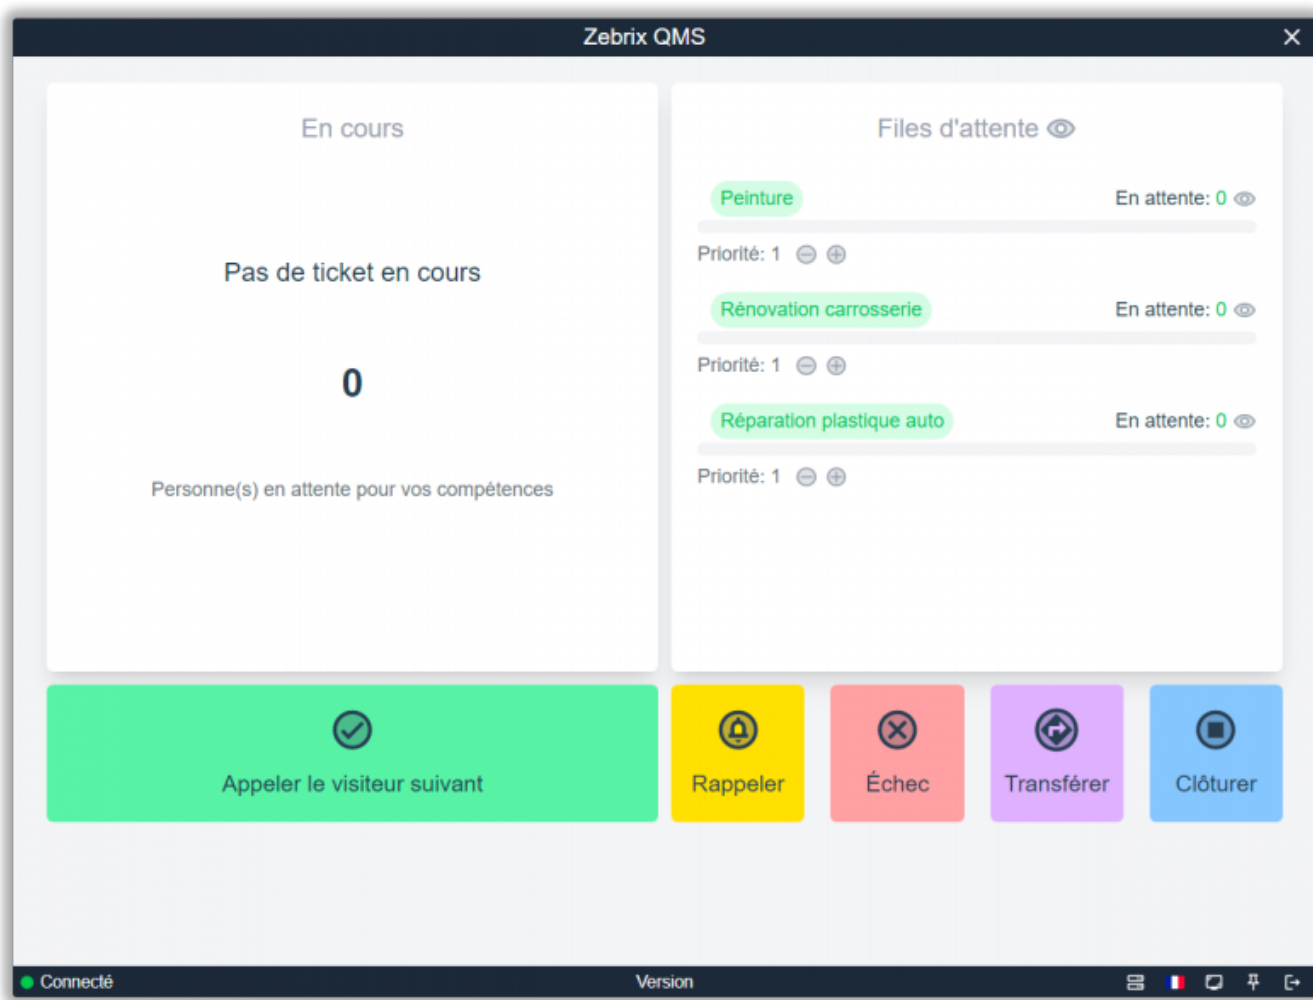 Zebrix QMS
En cours
Pas de ticket en cours
0
Personne(s) en attente pour vos compétences
Files d'attente
Peinture En attente: 0
Priorité: 1
Rénovation carrosserie En attente: 0
Priorité: 1
Réparation plastique auto En attente: 0
Priorité: 1
Appeler le visiteur suivant
Rappeler
Échec
Transférer
Clôturer
Connecté
Version